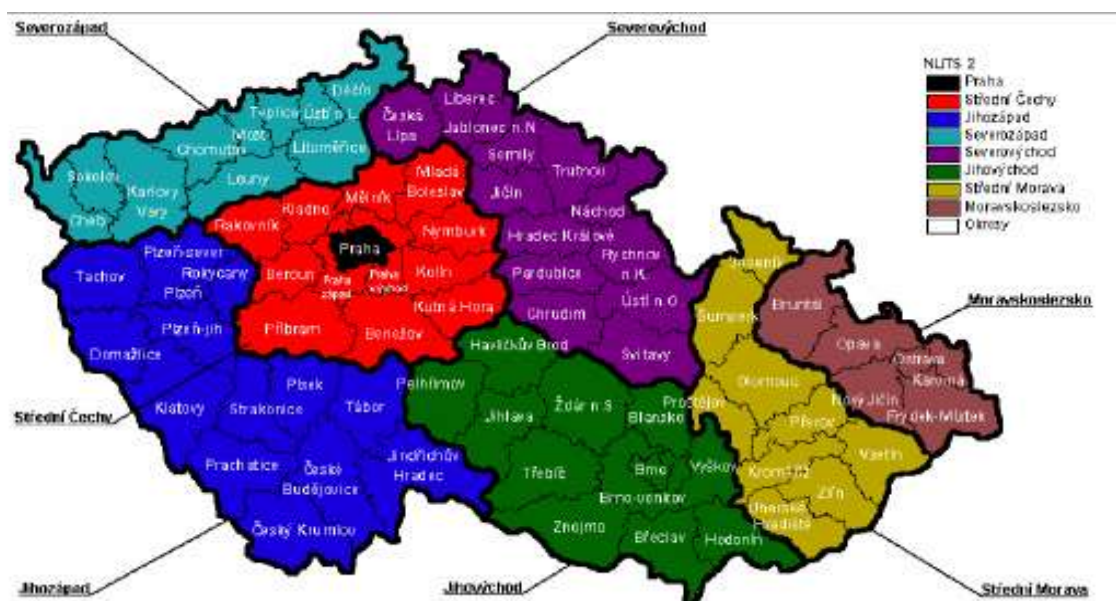 Severozápad
Severovýchod
NUTS 2
Praha
Střední Čechy
Jihozápad
Severozápad
Severovýchod
Jihovýchod
Střední Morava
Moravskoslezsko
Okresy
Děčín
Teplice
Ústí n L
Most
Chomutov
Litoměřice
Louny
Sokolov
Karlovy
Vary
Cheb
Liberec
Česká
Lípa
Jablonec n.N
Semily
Trutnov
Jičín
Náchod
Hradec Králové
Rychnov
n K.
Pardubice
Ústí n.O
Chrudim
Svitavy
Mladá
Boleslav
Mělník
Kladno
Rakovník
Nymburk
Praha
Beroun
Praha
západ
Praha
východ
Kolín
Kutná Hora
Příbram
Benešov
Plzeň-sever
Tachov
Rokycany
Plzeň
Plzeň-jih
Domažlice
Klatovy
Písek
Strakonice
Tábor
Prachatice
České
Budějovice
Jindřichův
Hradec
Český Krumlov
Havlíčkův Brod
Pelhřimov
Jihlava
Žďár n S
Blansko
Třebíč
Brno
Vyškov
Brno-venkov
Znojmo
Břeclav
Hodonín
Jeseník
Šumperk
Olomouc
Prostějov
Přerov
Kroměříž
Vsetín
Zlín
Uherské
Hradiště
Bruntál
Opava
Ostrava
Karviná
Nový Jičín
Frýdek-Místek
Moravskoslezsko
Střední Čechy
Jihozápad
Jihovýchod
Střední Morava